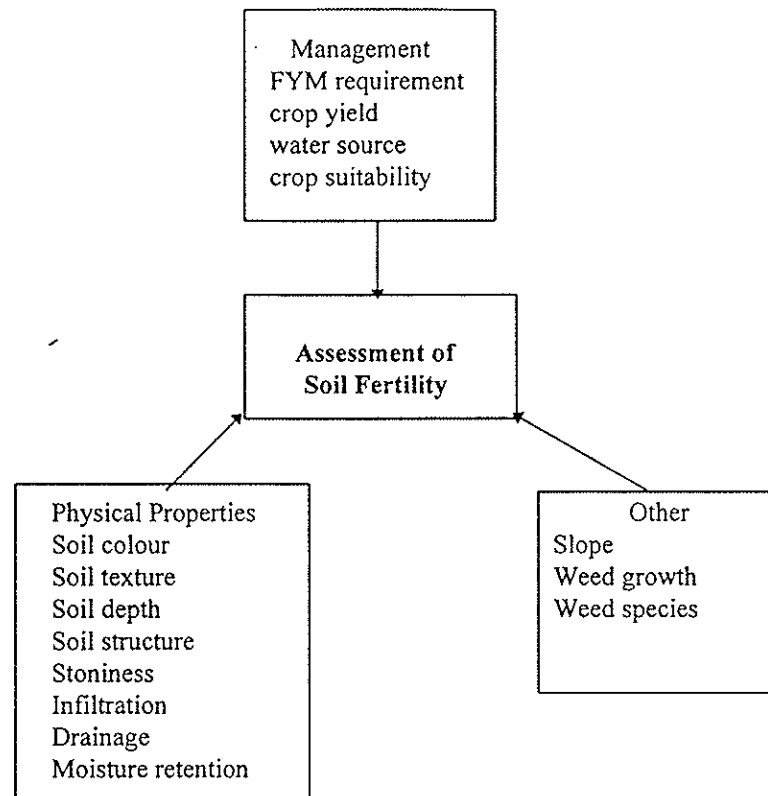 Management
FYM requirement
crop yield
water source
crop suitability
Assessment of
Soil Fertility
Physical Properties
Soil colour
Soil texture
Soil depth
Soil structure
Stoniness
Infiltration
Drainage
Moisture retention
Other
Slope
Weed growth
Weed species